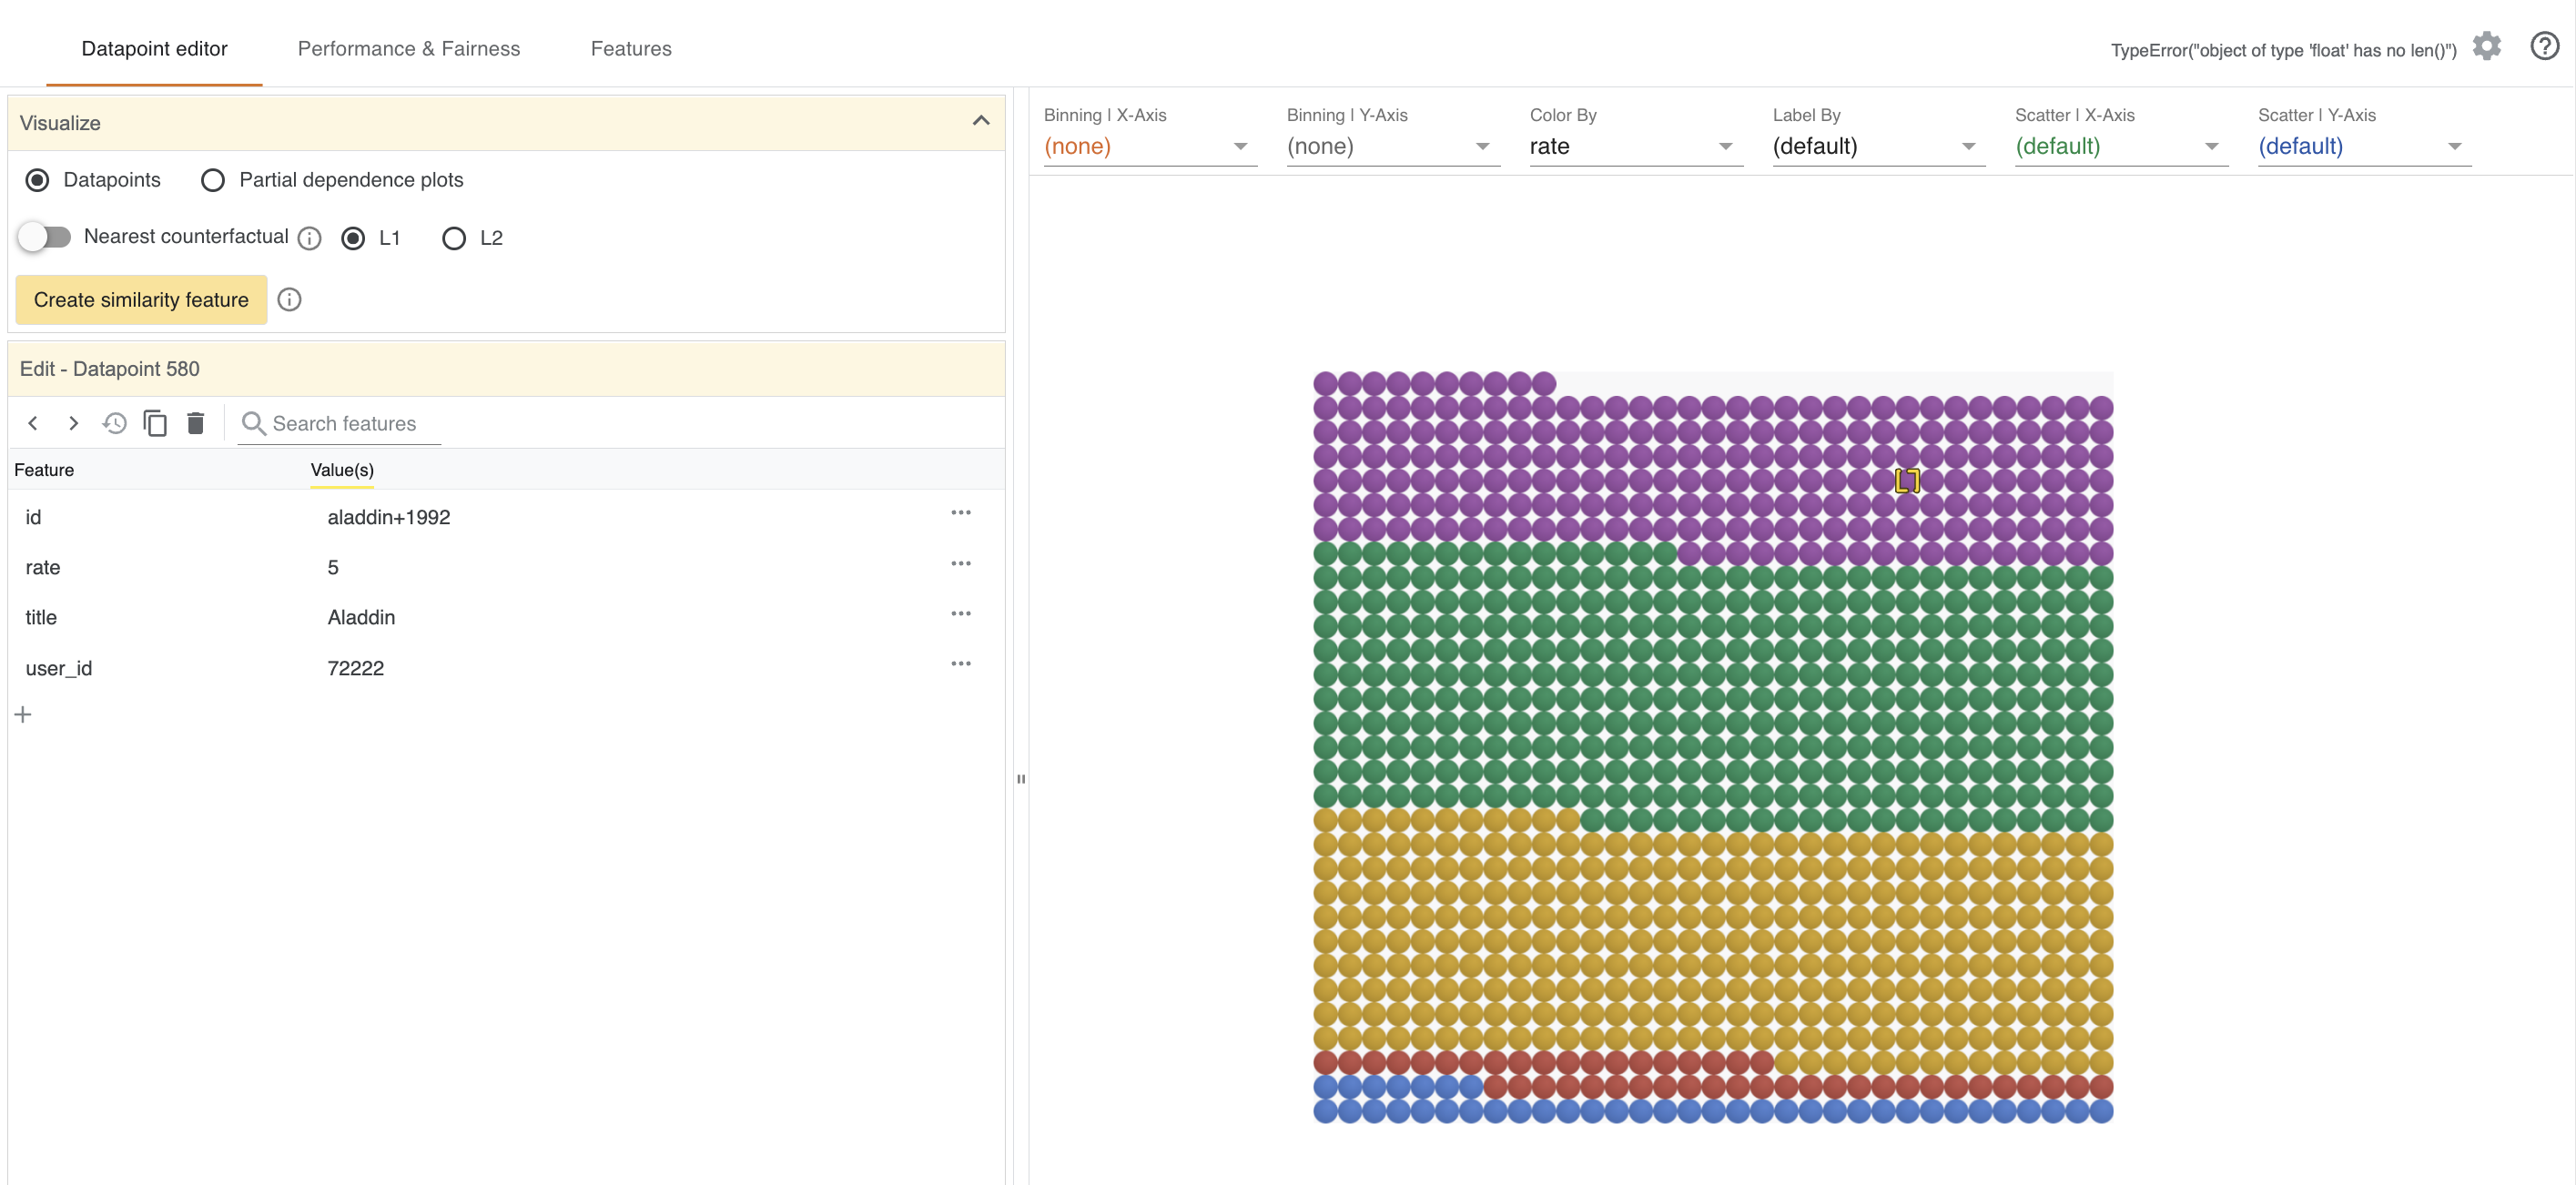 Datapoint editor
Performance & Fairness
Features
TypeError("object of type 'float' has no len()")
Visualize
Datapoints
Partial dependence plots
Nearest counterfactual
L1
L2
Create similarity feature
Edit - Datapoint 580
Search features
Feature
Value(s)
id
aladdin+1992
rate
5
title
Aladdin
user_id
72222
Binning | X-Axis
(none)
Binning | Y-Axis
(none)
Color By
rate
Label By
(default)
Scatter | X-Axis
(default)
Scatter | Y-Axis
(default)